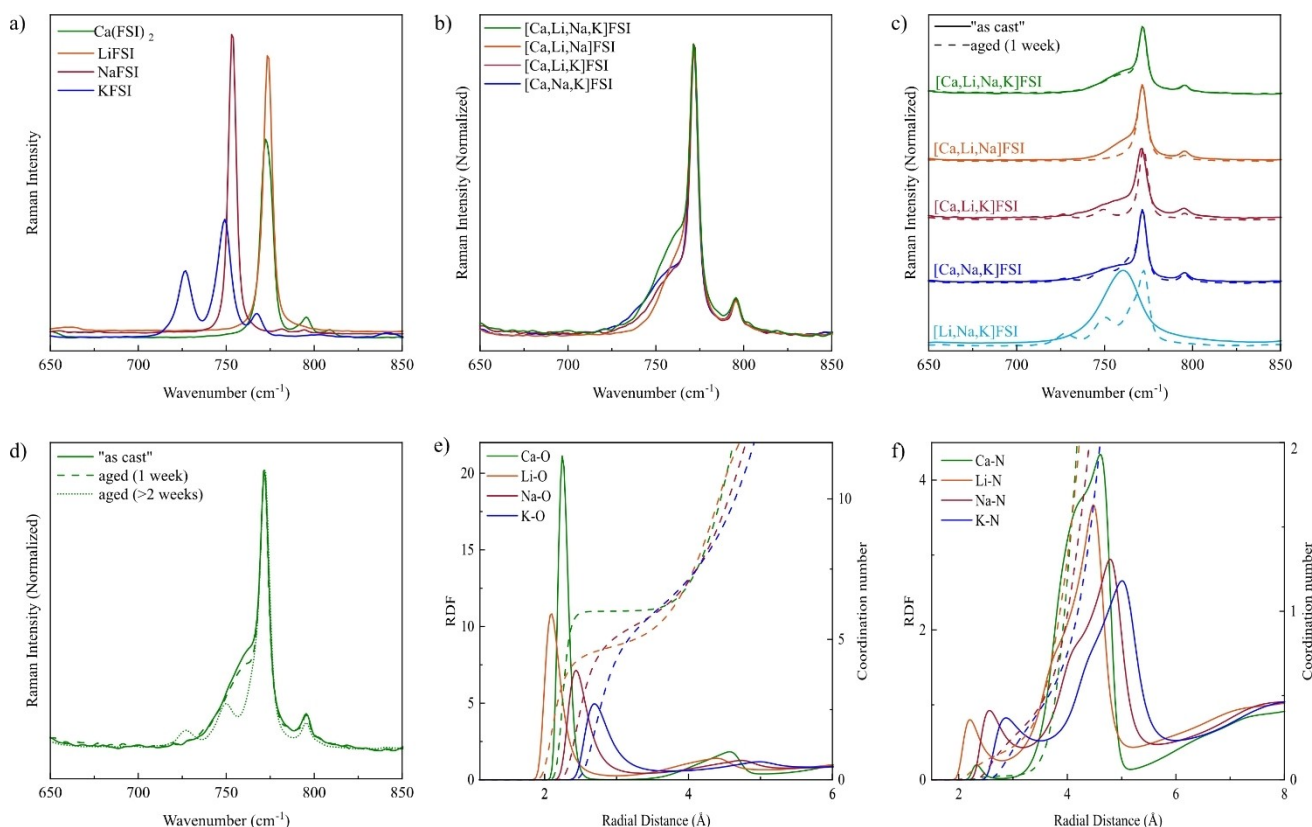 a)
Ca(FSI) 2
LiFSI
NaFSI
KFSI
Raman Intensity
650 700 750 800 850
Wavenumber (cm-1)
b)
[Ca,Li,Na,K]FSI
[Ca,Li,Na]FSI
[Ca,Li,K]FSI
[Ca,Na,K]FSI
Raman Intensity (Normalized)
650 700 750 800 850
Wavenumber (cm-1)
c)
"as cast"
aged (1 week)
[Ca,Li,Na,K]FSI
[Ca,Li,Na]FSI
[Ca,Li,K]FSI
[Ca,Na,K]FSI
[Li,Na,K]FSI
Raman Intensity (Normalized)
650 700 750 800 850
Wavenumber (cm-1)
d)
"as cast"
aged (1 week)
aged (>2 weeks)
Raman Intensity (Normalized)
650 700 750 800 850
Wavenumber (cm-1)
e)
Ca-O
Li-O
Na-O
K-O
RDF
20
15
10
5
0
Coordination number
10
5
0
2 4 6
Radial Distance (Å)
f)
Ca-N
Li-N
Na-N
K-N
RDF
4
2
0
Coordination number
2
1
0
2 4 6 8
Radial Distance (Å)